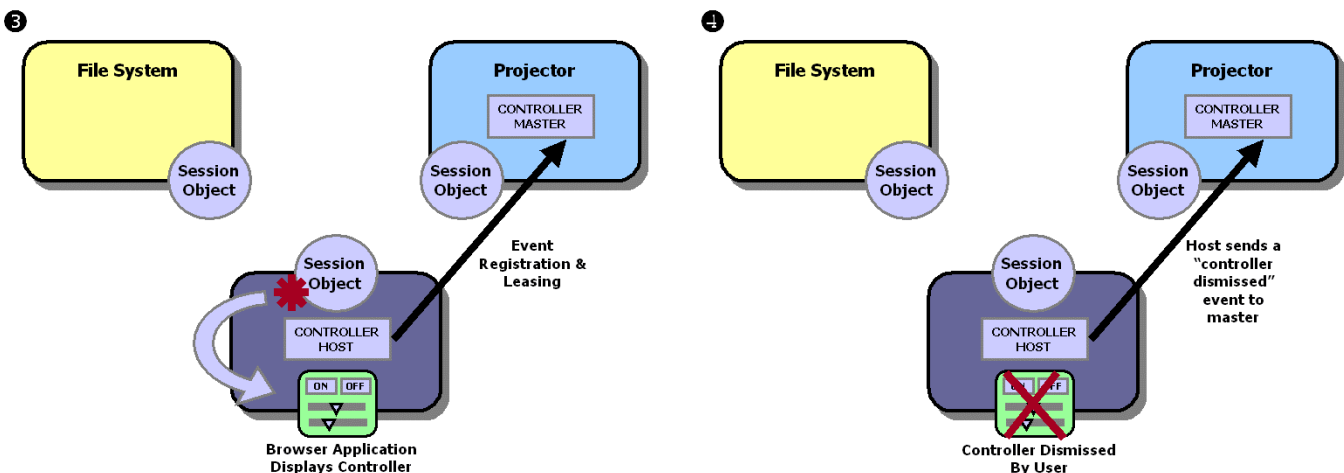 3
File System
Projector
CONTROLLER
MASTER
Session
Object
Session
Object
Event
Registration &
Leasing
Session
Object
CONTROLLER
HOST
ON OFF
Browser Application
Displays Controller
4
File System
Projector
CONTROLLER
MASTER
Session
Object
Session
Object
Host sends a
“controller
dismissed”
event to
master
Session
Object
CONTROLLER
HOST
ON OFF
Controller Dismissed
By User